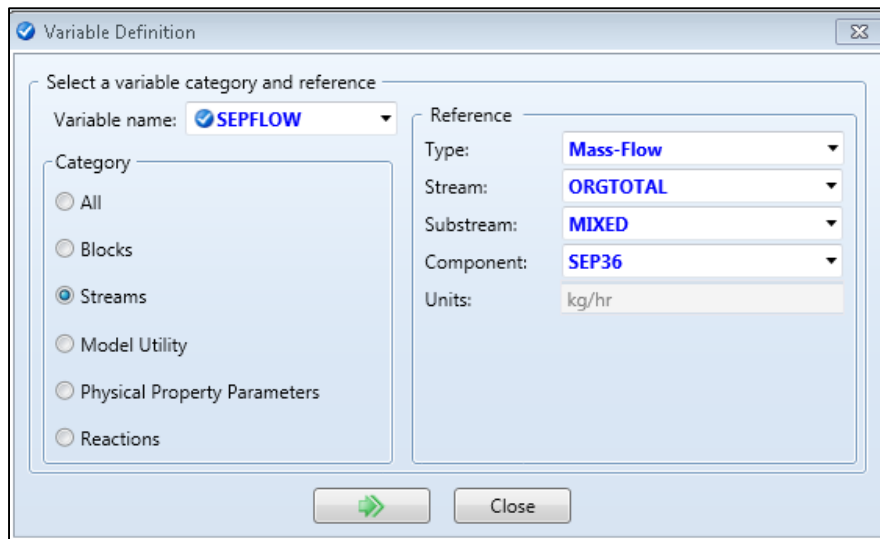 Variable Definition
Select a variable category and reference
Variable name: SEPFLOW
Category
All
Blocks
Streams
Model Utility
Physical Property Parameters
Reactions
Reference
Type: Mass-Flow
Stream: ORGTOTAL
Substream: MIXED
Component: SEP36
Units: kg/hr
Close